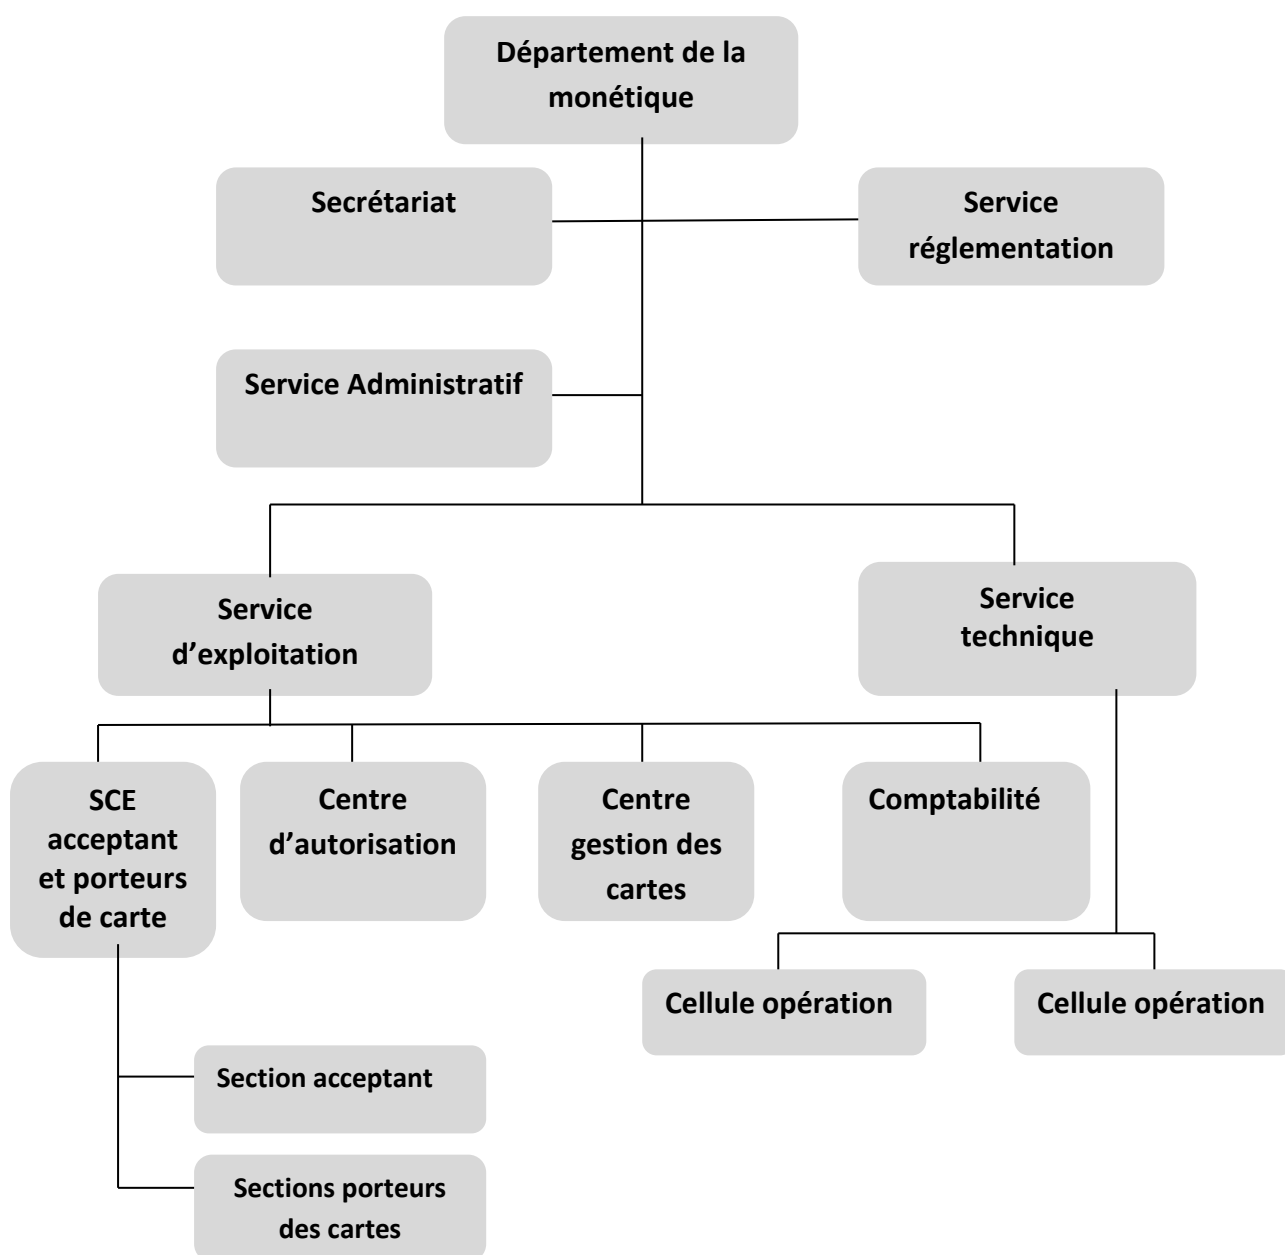 Département de la
monétique
Secrétariat
Service
réglementation
Service Administratif
Service
d’exploitation
Service
technique
SCE
acceptant
et porteurs
de carte
Centre
d’autorisation
Centre
gestion des
cartes
Comptabilité
Cellule opération
Cellule opération
Section acceptant
Sections porteurs
des cartes